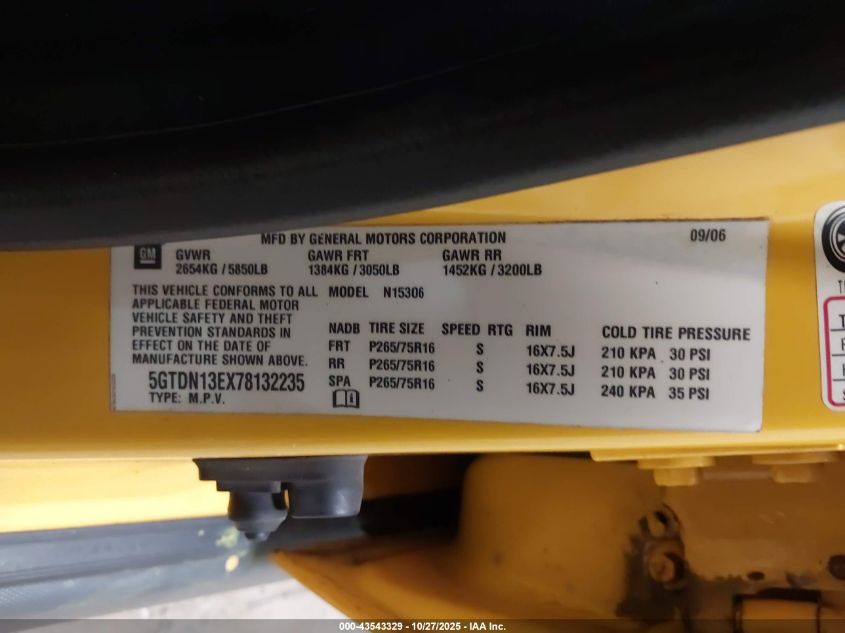 MFD BY GENERAL MOTORS CORPORATION 09/06
GM
GVWR GAWR FRT GAWR RR
2654KG / 5850LB 1384KG / 3050LB 1452KG / 3200LB
THIS VEHICLE CONFORMS TO ALL MODEL N15306
APPLICABLE FEDERAL MOTOR
VEHICLE SAFETY AND THEFT
PREVENTION STANDARDS IN
EFFECT ON THE DATE OF
MANUFACTURE SHOWN ABOVE.
5GTDN13EX78132235
TYPE: M.P.V.
NADB TIRE SIZE SPEED RTG RIM COLD TIRE PRESSURE
FRT P265/75R16 S 16X7.5J 210 KPA 30 PSI
RR P265/75R16 S 16X7.5J 210 KPA 30 PSI
SPA P265/75R16 S 16X7.5J 240 KPA 35 PSI
000-43543329 - 10/27/2025 - IAA Inc.